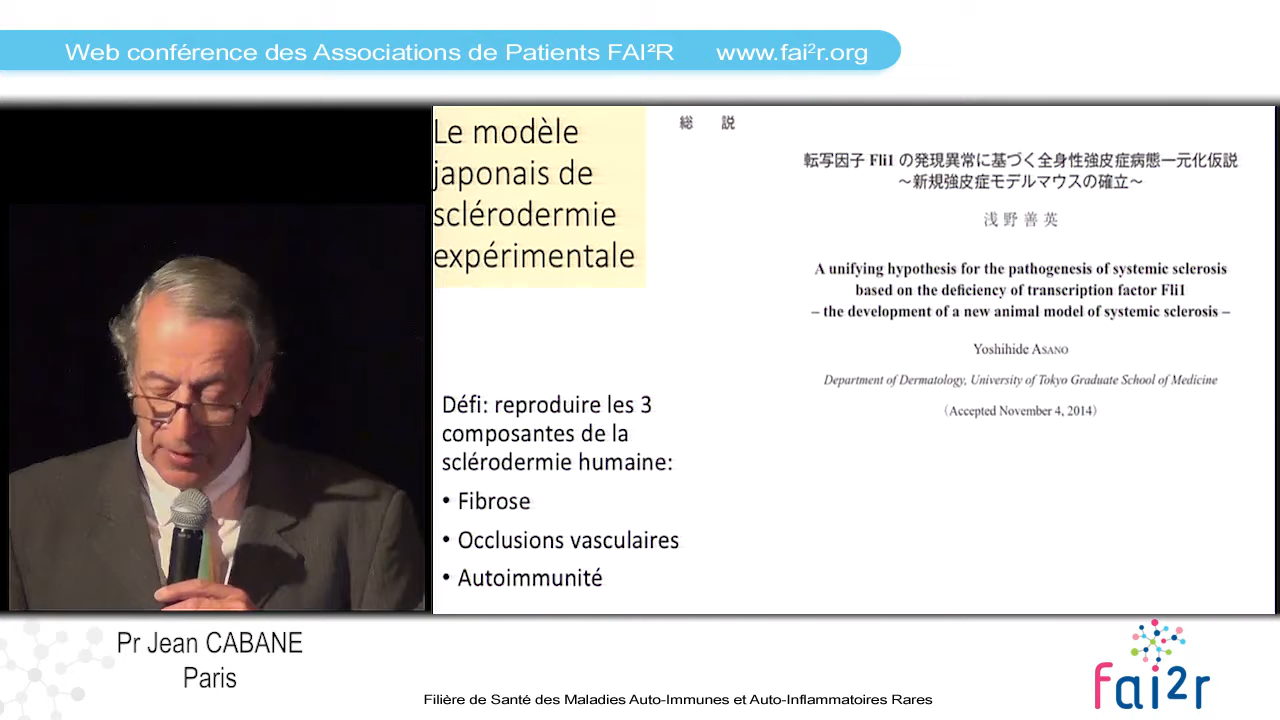 Web conférence des Associations de Patients FAI²R www.fai²r.org
Le modèle
japonais de
sclérodermie
expérimentale
Défi: reproduire les 3
composantes de la
sclérodermie humaine:
• Fibrose
• Occlusions vasculaires
• Autoimmunité
総 説
転写因子 Fli1 の発現異常に基づく全身性強皮症病態一元化仮説
～新規強皮症モデルマウスの確立～
浅 野 善 英
A unifying hypothesis for the pathogenesis of systemic sclerosis
based on the deficiency of transcription factor Fli1
– the development of a new animal model of systemic sclerosis –
Yoshihide ASANO
Department of Dermatology, University of Tokyo Graduate School of Medicine
（Accepted November 4, 2014）
Pr Jean CABANE
Paris
Filière de Santé des Maladies Auto-Immunes et Auto-Inflammatoires Rares
fai2r